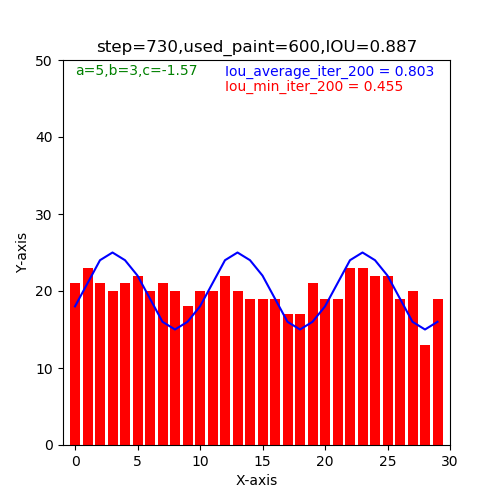 step=730,used_paint=600,IOU=0.887
a=5,b=3,c=-1.57
Iou_average_iter_200 = 0.803
Iou_min_iter_200 = 0.455
Y-axis
50
40
30
20
10
0
0 5 10 15 20 25 30
X-axis